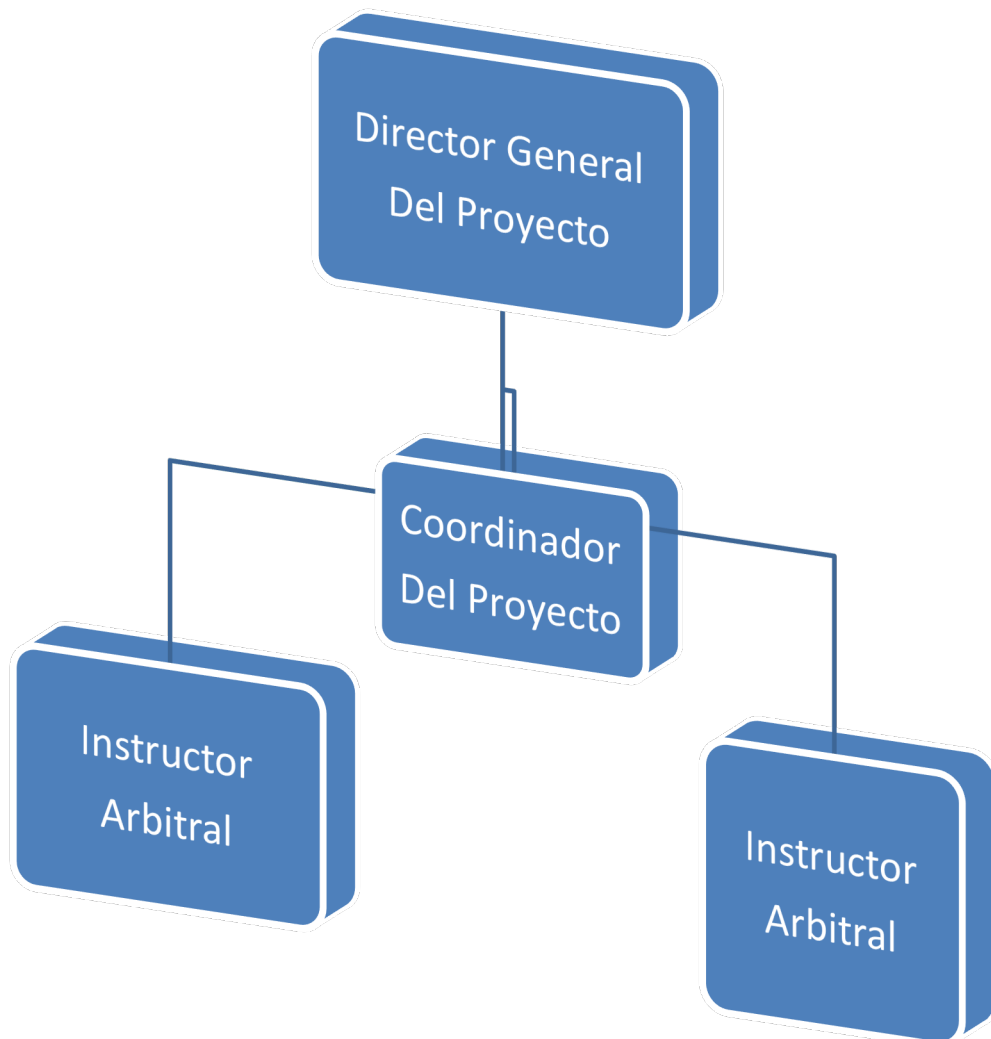 Director General
Del Proyecto
Coordinador
Del Proyecto
Instructor
Arbitral
Instructor
Arbitral